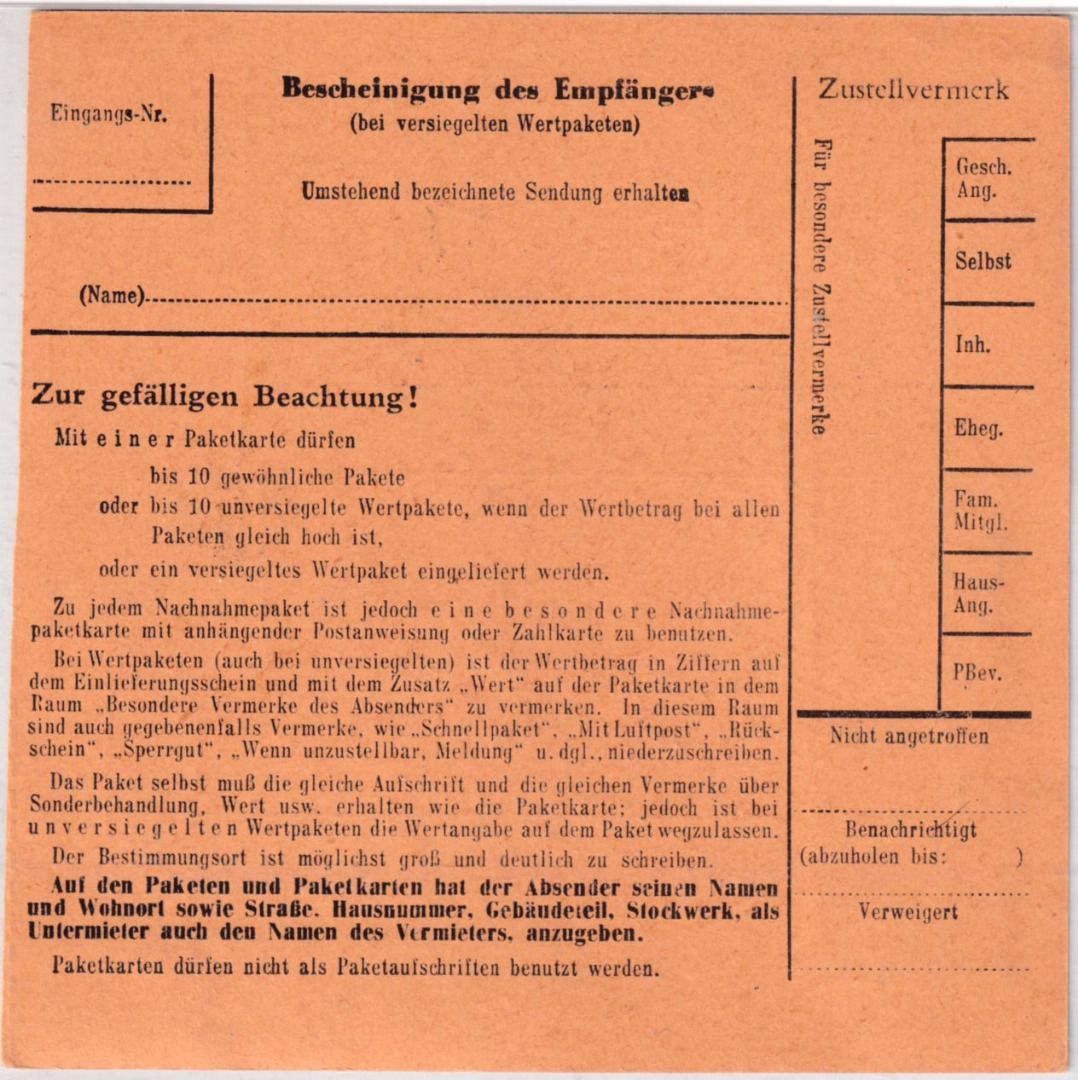 Eingangs-Nr.
Bescheinigung des Empfängers
(bei versiegelten Wertpaketen)
Umstehend bezeichnete Sendung erhalten
(Name)
Zur gefälligen Beachtung!
Mit einer Paketkarte dürfen
bis 10 gewöhnliche Pakete
oder bis 10 unversiegelte Wertpakete, wenn der Wertbetrag bei allen
Paketen gleich hoch ist,
oder ein versiegeltes Wertpaket eingeliefert werden.
Zu jedem Nachnahmepaket ist jedoch eine besondere Nachnahme-
paketkarte mit anhängender Postanweisung oder Zahlkarte zu benutzen.
Bei Wertpaketen (auch bei unversiegelten) ist der Wertbetrag in Ziffern auf
dem Einlieferungsschein und mit dem Zusatz „Wert“ auf der Paketkarte in dem
Raum „Besondere Vermerke des Absenders“ zu vermerken. In diesem Raum
sind auch gegebenenfalls Vermerke, wie „Schnellpaket“, „Mit Luftpost“, „Rück-
schein“, „Sperrgut“, „Wenn unzustellbar, Meldung“ u. dgl., niederzuschreiben.
Das Paket selbst muß die gleiche Aufschrift und die gleichen Vermerke über
Sonderbehandlung, Wert usw. erhalten wie die Paketkarte; jedoch ist bei
unversiegelten Wertpaketen die Wertangabe auf dem Paket wegzulassen.
Der Bestimmungsort ist möglichst groß und deutlich zu schreiben.
Auf den Paketen und Paketkarten hat der Absender seinen Namen
und Wohnort sowie Straße, Hausnummer, Gebäudeteil, Stockwerk, als
Untermieter auch den Namen des Vermieters, anzugeben.
Paketkarten dürfen nicht als Paketaufschriften benutzt werden.
Zustellvermerk
Für besondere Zustellvermerke
Gesch.
Ang.
Selbst
Inh.
Eheg.
Fam.
Mitgl.
Haus-
Ang.
PBev.
Nicht angetroffen
Benachrichtigt
(abzuholen bis: )
Verweigert